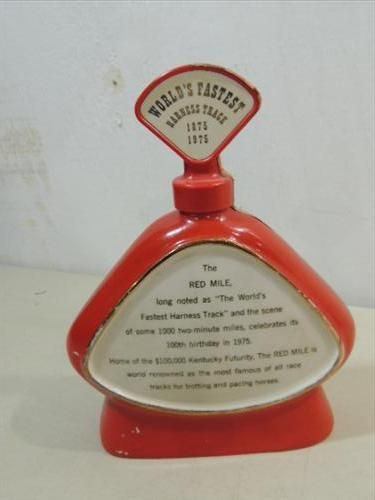 WORLD'S FASTEST
HARNESS TRACK
1875
1975
The
RED MILE,
long noted as "The World's
Fastest Harness Track" and the scene
of some 1000 two-minute miles, celebrates its
100th birthday in 1975.
Home of the $100,000 Kentucky Futurity, The RED MILE is
world renowned as the most famous of all race
tracks for trotting and pacing horses.